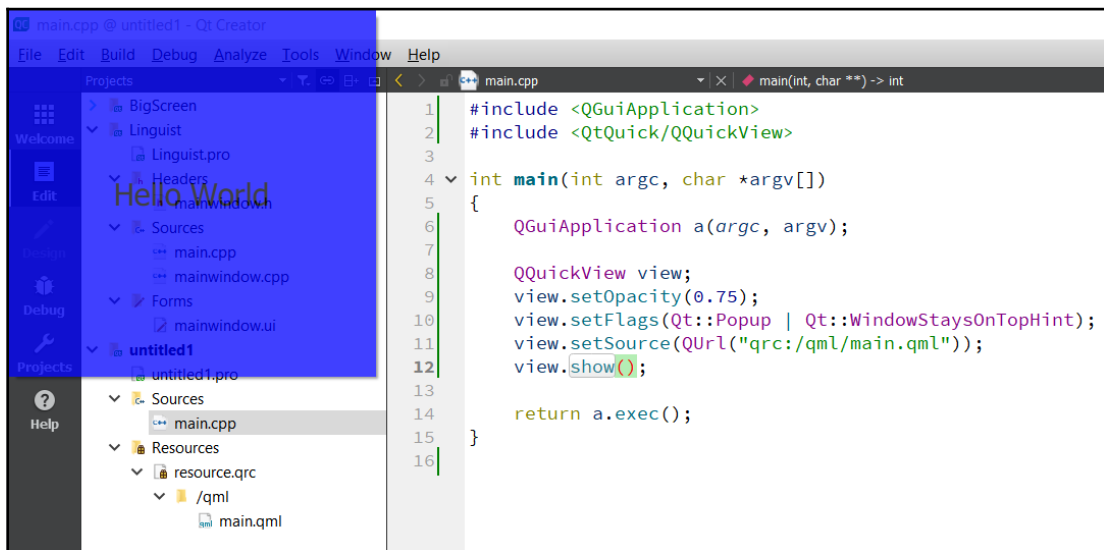 main.cpp @ untitled1 - Qt Creator
File Edit Build Debug Analyze Tools Window Help
Projects
main.cpp
main(int, char **) -> int
Welcome
Edit
Design
Debug
Projects
Help
BigScreen
Linguist
Linguist.pro
Headers
mainwindow.h
Sources
main.cpp
mainwindow.cpp
Forms
mainwindow.ui
untitled1
untitled1.pro
Sources
main.cpp
Resources
resource.qrc
/qml
main.qml
Hello World
1 #include <QGuiApplication>
2 #include <QtQuick/QQuickView>
3
4 int main(int argc, char *argv[])
5 {
6 QGuiApplication a(argc, argv);
7
8 QQuickView view;
9 view.setOpacity(0.75);
10 view.setFlags(Qt::Popup | Qt::WindowStaysOnTopHint);
11 view.setSource(QUrl("qrc:/qml/main.qml"));
12 view.show();
13
14 return a.exec();
15 }
16